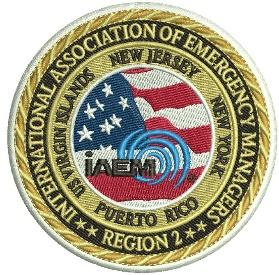 INTERNATIONAL ASSOCIATION OF EMERGENCY MANAGERS
REGION 2
US VIRGIN ISLANDS
NEW JERSEY
NEW YORK
PUERTO RICO
iAEM